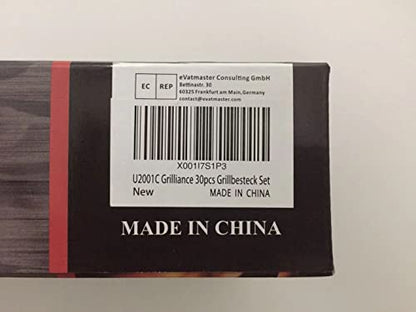 EC REP
eVatmaster Consulting GmbH
Bettinastr. 30
60325 Frankfurt am Main,Germany
contact@evatmaster.com
X001I7S1P3
U2001C Grilliance 30pcs Grillbesteck Set
New MADE IN CHINA
MADE IN CHINA